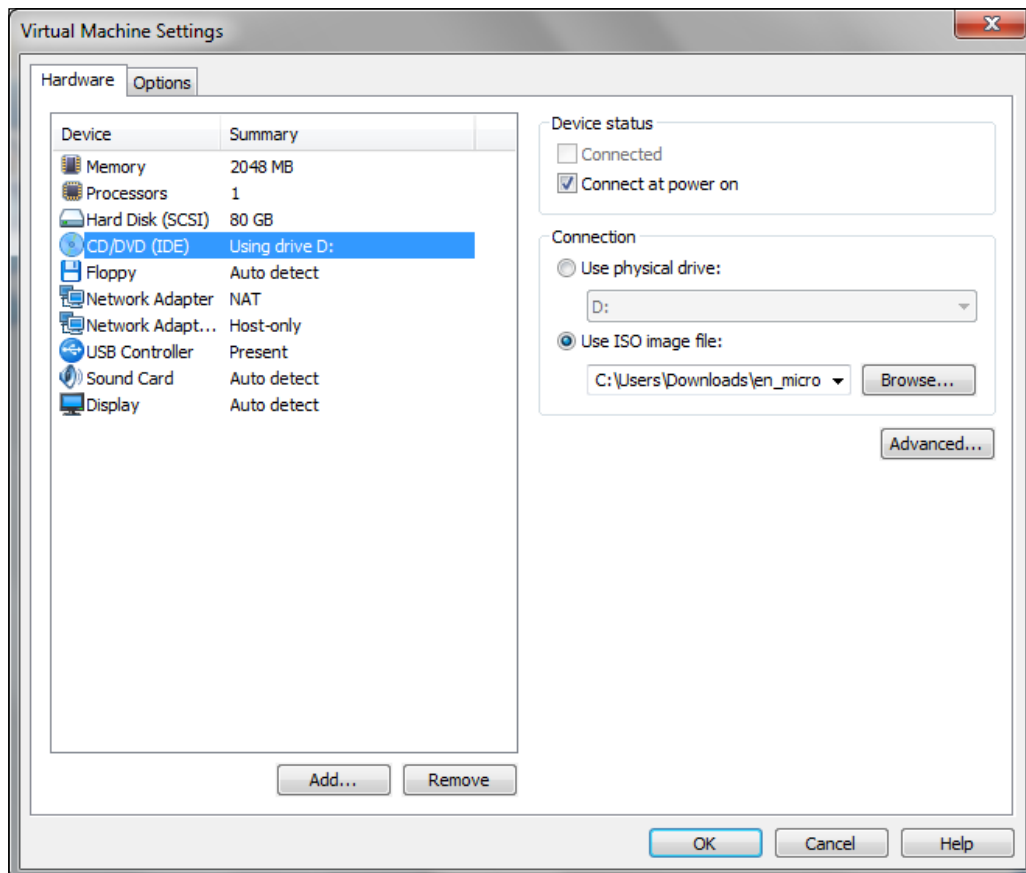 Virtual Machine Settings
Hardware Options
Device Summary
Memory 2048 MB
Processors 1
Hard Disk (SCSI) 80 GB
CD/DVD (IDE) Using drive D:
Floppy Auto detect
Network Adapter NAT
Network Adapt... Host-only
USB Controller Present
Sound Card Auto detect
Display Auto detect
Add... Remove
Device status
Connected
Connect at power on
Connection
Use physical drive:
D:
Use ISO image file:
C:\Users\Downloads\en_micro Browse...
Advanced...
OK Cancel Help